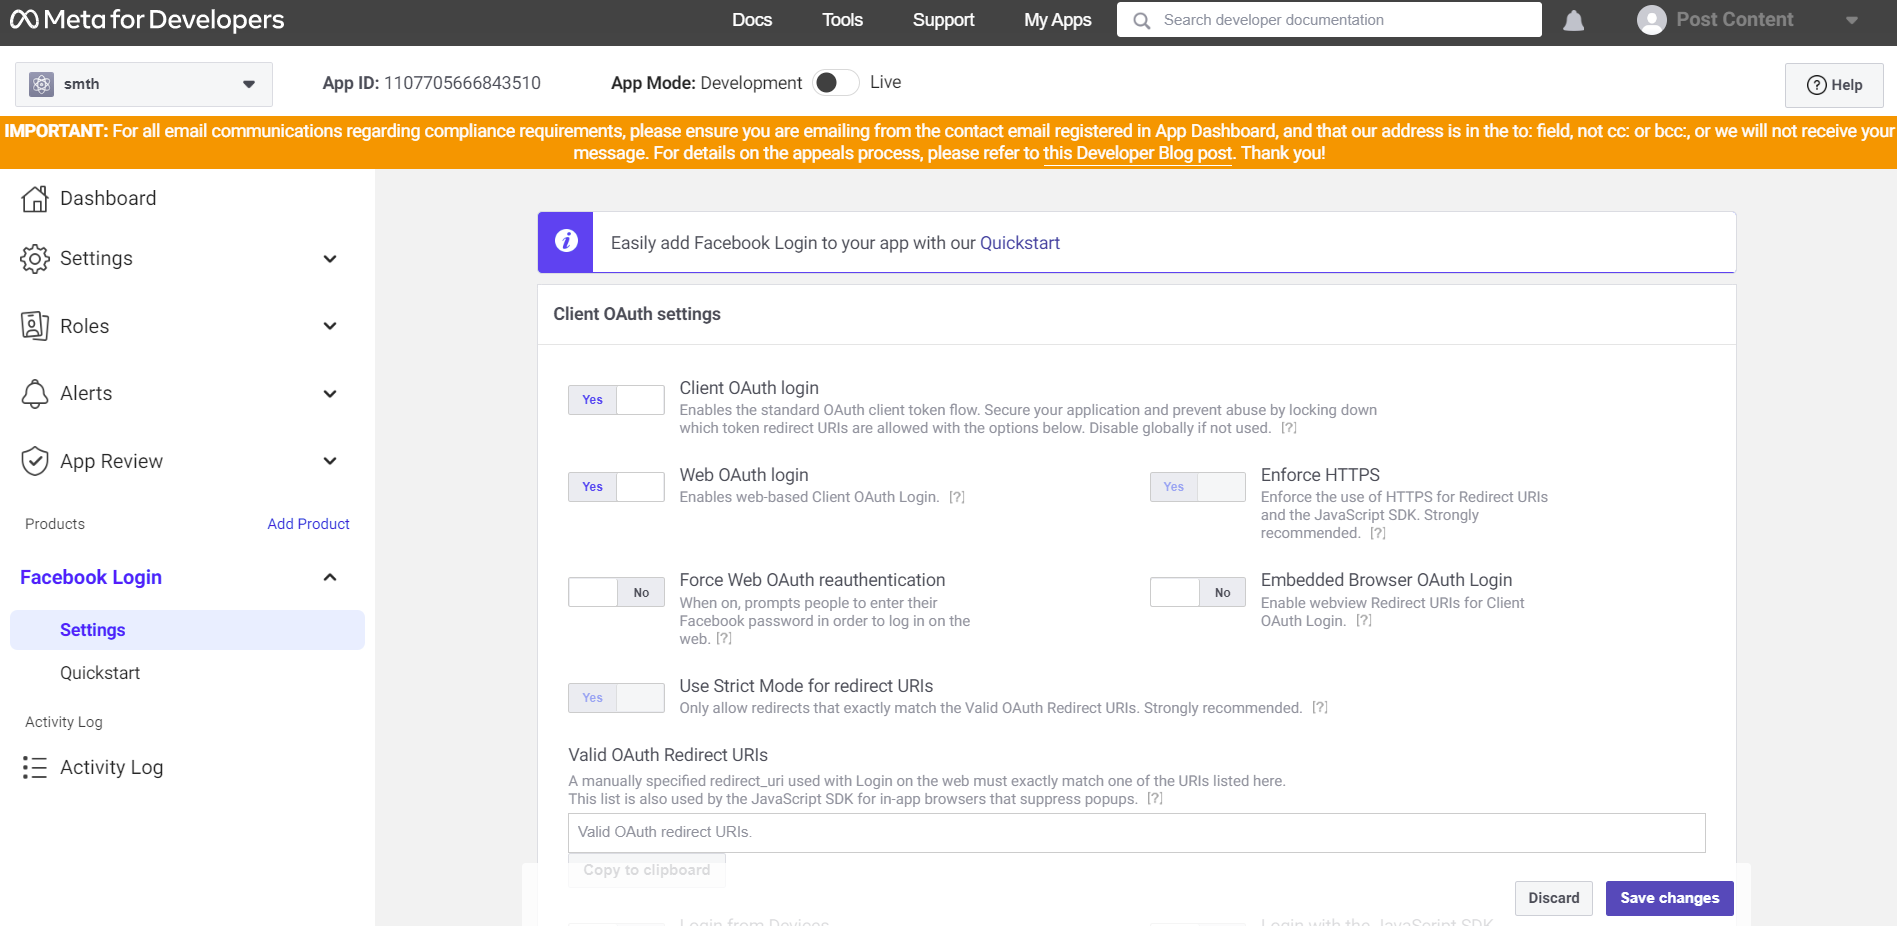 Meta for Developers
Docs
Tools
Support
My Apps
Search developer documentation
Post Content
smth
App ID: 1107705666843510
App Mode: Development
Live
Help
IMPORTANT: For all email communications regarding compliance requirements, please ensure you are emailing from the contact email registered in App Dashboard, and that our address is in the to: field, not cc: or bcc:, or we will not receive your
message. For details on the appeals process, please refer to this Developer Blog post. Thank you!
Dashboard
Settings
Roles
Alerts
App Review
Products
Add Product
Facebook Login
Settings
Quickstart
Activity Log
Activity Log
Easily add Facebook Login to your app with our Quickstart
Client OAuth settings
Yes
Client OAuth login
Enables the standard OAuth client token flow. Secure your application and prevent abuse by locking down
which token redirect URIs are allowed with the options below. Disable globally if not used. [?]
Yes
Web OAuth login
Enables web-based Client OAuth Login. [?]
Yes
Enforce HTTPS
Enforce the use of HTTPS for Redirect URIs
and the JavaScript SDK. Strongly
recommended. [?]
No
Force Web OAuth reauthentication
When on, prompts people to enter their
Facebook password in order to log in on the
web. [?]
No
Embedded Browser OAuth Login
Enable webview Redirect URIs for Client
OAuth Login. [?]
Yes
Use Strict Mode for redirect URIs
Only allow redirects that exactly match the Valid OAuth Redirect URIs. Strongly recommended. [?]
Valid OAuth Redirect URIs
A manually specified redirect_uri used with Login on the web must exactly match one of the URIs listed here.
This list is also used by the JavaScript SDK for in-app browsers that suppress popups. [?]
Valid OAuth redirect URIs.
Copy to clipboard
Discard
Save changes
Login from Devices
Login with the JavaScript SDK